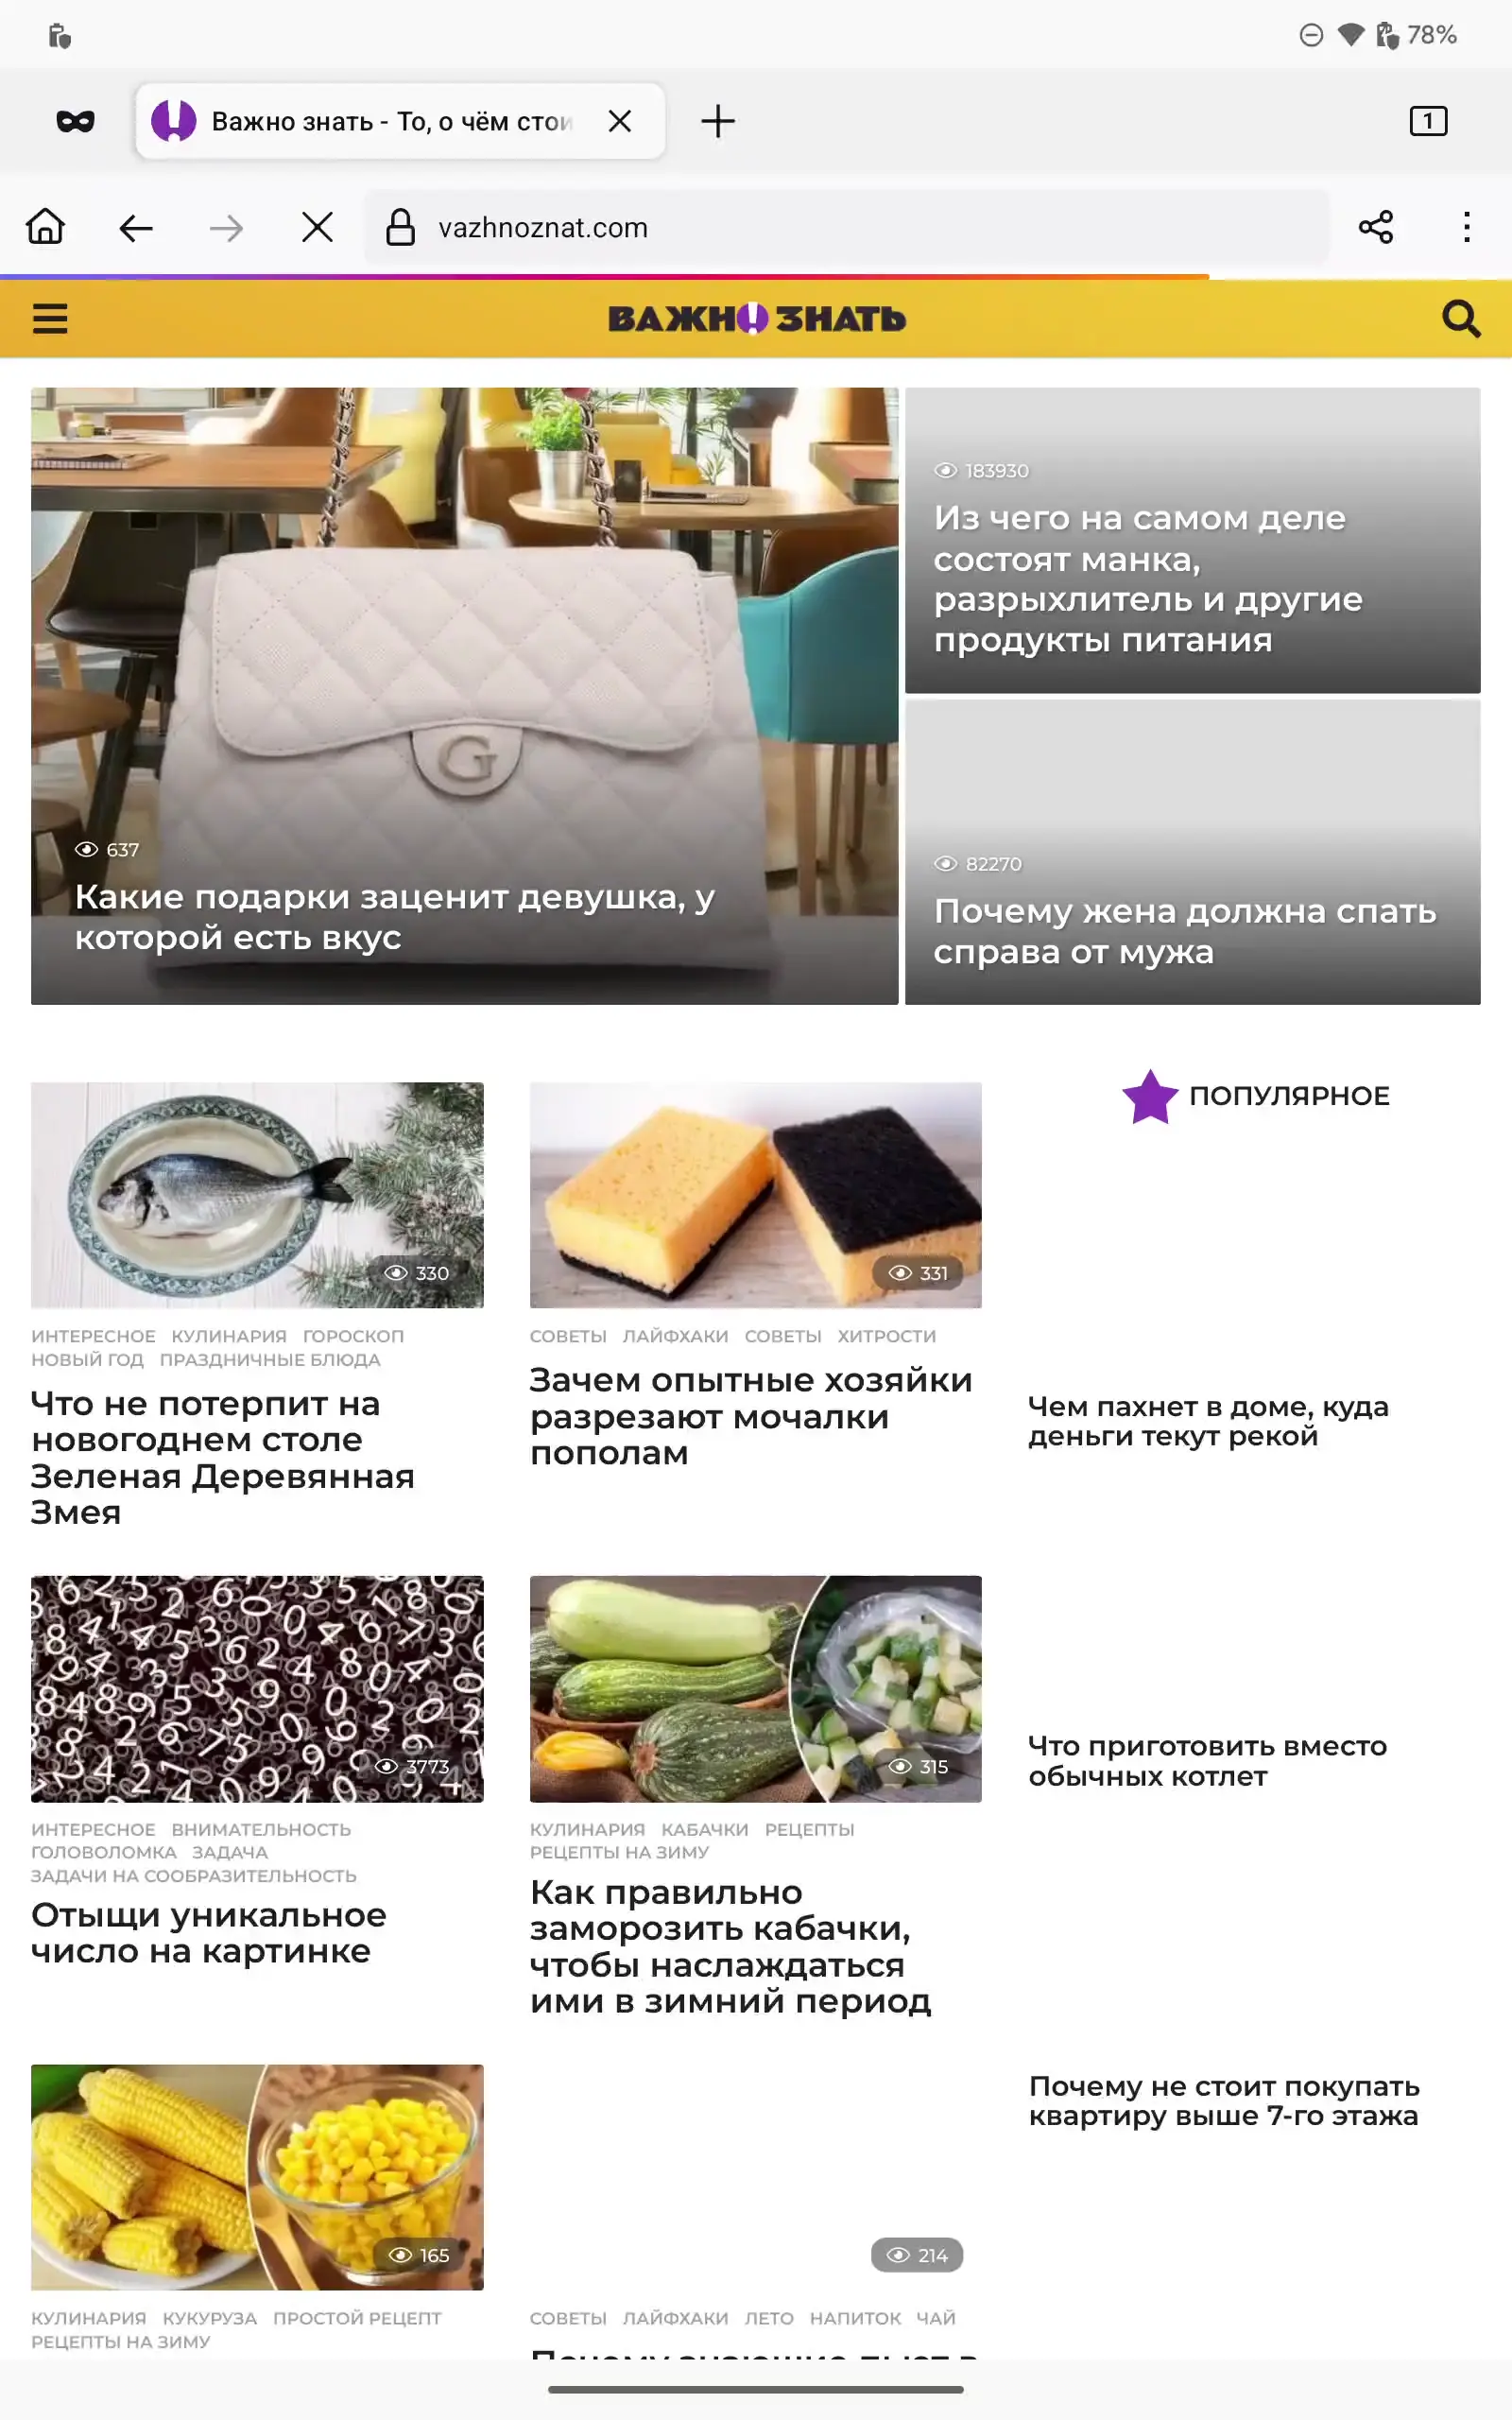 78%
Важно знать - То, о чём стои
1
vazhnoznat.com
ВАЖН!ЗНАТЬ
637
Какие подарки заценит девушка, у
которой есть вкус
183930
Из чего на самом деле
состоят манка,
разрыхлитель и другие
продукты питания
82270
Почему жена должна спать
справа от мужа
330
ИНТЕРЕСНОЕ КУЛИНАРИЯ ГОРОСКОП
НОВЫЙ ГОД ПРАЗДНИЧНЫЕ БЛЮДА
Что не потерпит на
новогоднем столе
Зеленая Деревянная
Змея
331
СОВЕТЫ ЛАЙФХАКИ СОВЕТЫ ХИТРОСТИ
Зачем опытные хозяйки
разрезают мочалки
пополам
ПОПУЛЯРНОЕ
Чем пахнет в доме, куда
деньги текут рекой
Что приготовить вместо
обычных котлет
Почему не стоит покупать
квартиру выше 7-го этажа
3773
ИНТЕРЕСНОЕ ВНИМАТЕЛЬНОСТЬ
ГОЛОВОЛОМКА ЗАДАЧА
ЗАДАЧИ НА СООБРАЗИТЕЛЬНОСТЬ
Отыщи уникальное
число на картинке
315
КУЛИНАРИЯ КАБАЧКИ РЕЦЕПТЫ
РЕЦЕПТЫ НА ЗИМУ
Как правильно
заморозить кабачки,
чтобы наслаждаться
ими в зимний период
165
КУЛИНАРИЯ КУКУРУЗА ПРОСТОЙ РЕЦЕПТ
РЕЦЕПТЫ НА ЗИМУ
214
СОВЕТЫ ЛАЙФХАКИ ЛЕТО НАПИТОК ЧАЙ
Почему знающие пьют в